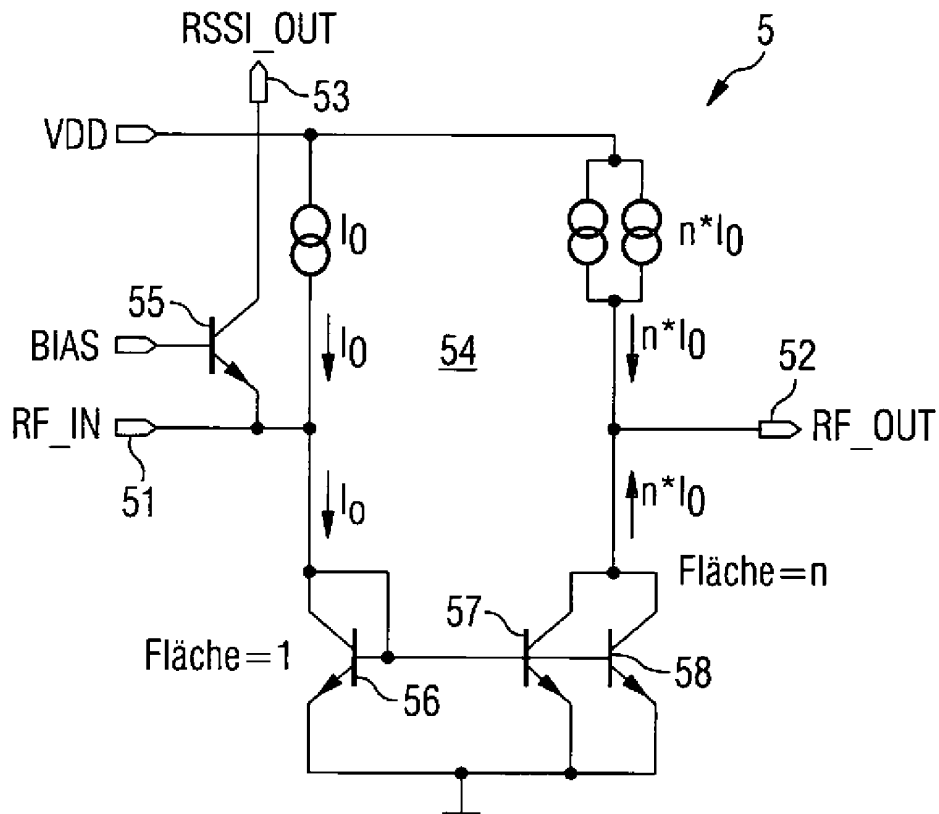 RSSI_OUT
5
53
VDD
I0
n*I0
55
BIAS
I0
54
n*I0
52
RF_IN
RF_OUT
51
Io
n*I0
Fläche=n
57
Fläche=1
56
58